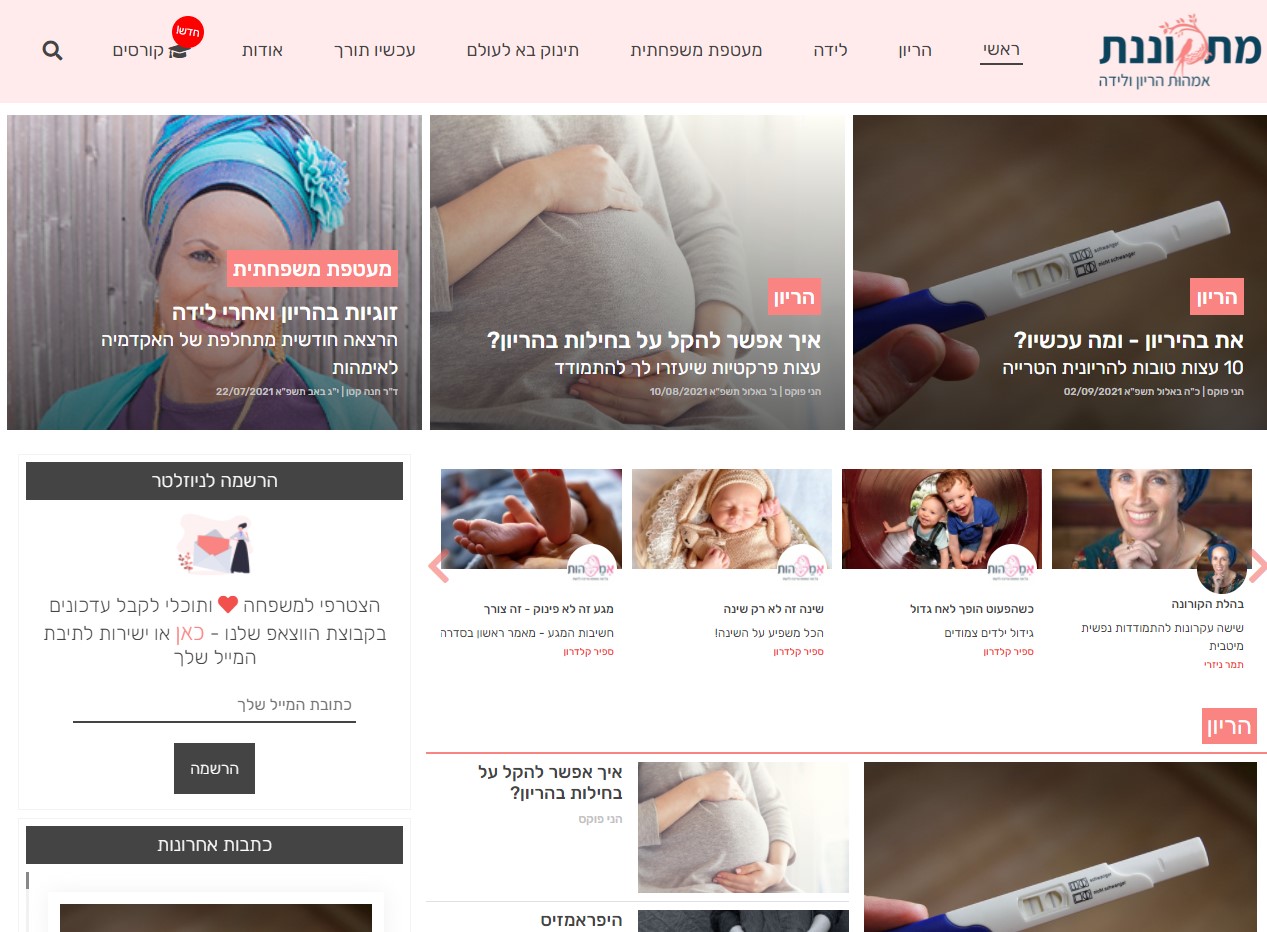 מתכווננת
אמהות הריון ולידה
ראשי
הריון
לידה
מעטפת משפחתית
תינוק בא לעולם
עכשיו תורך
אודות
קורסים
חדש!
הריון
את בהיריון - ומה עכשיו?
10 עצות טובות להריונית הטרייה
הני פוקס | כ"ה באלול תשפ"א 02/09/2021
הריון
איך אפשר להקל על בחילות בהריון?
עצות פרקטיות שיעזרו לך להתמודד
הני פוקס | ב' באלול תשפ"א 10/08/2021
מעטפת משפחתית
זוגיות בהריון ואחרי לידה
הרצאה חודשית מתחלפת של האקדמיה
לאימהות
ד"ר חנה קטן | י"ג באב תשפ"א 22/07/2021
בהלת הקורונה
שישה עקרונות להתמודדות נפשית
מיטבית
תמר ניזרי
כשהפעוט הופך לאח גדול
גידול ילדים צמודים
ספיר קלדרון
שינה זה לא רק שינה
הכל משפיע על השינה!
ספיר קלדרון
מגע זה לא פינוק - זה צורך
חשיבות המגע - מאמר ראשון בסדרה
ספיר קלדרון
הריון
איך אפשר להקל על
בחילות בהריון?
הני פוקס
היפראמזיס
הרשמה לניוזלטר
הצטרפי למשפחה ותוכלי לקבל עדכונים
בקבוצת הווצאפ שלנו - כאן או ישירות לתיבת
המייל שלך
כתובת המייל שלך
הרשמה
כתבות אחרונות